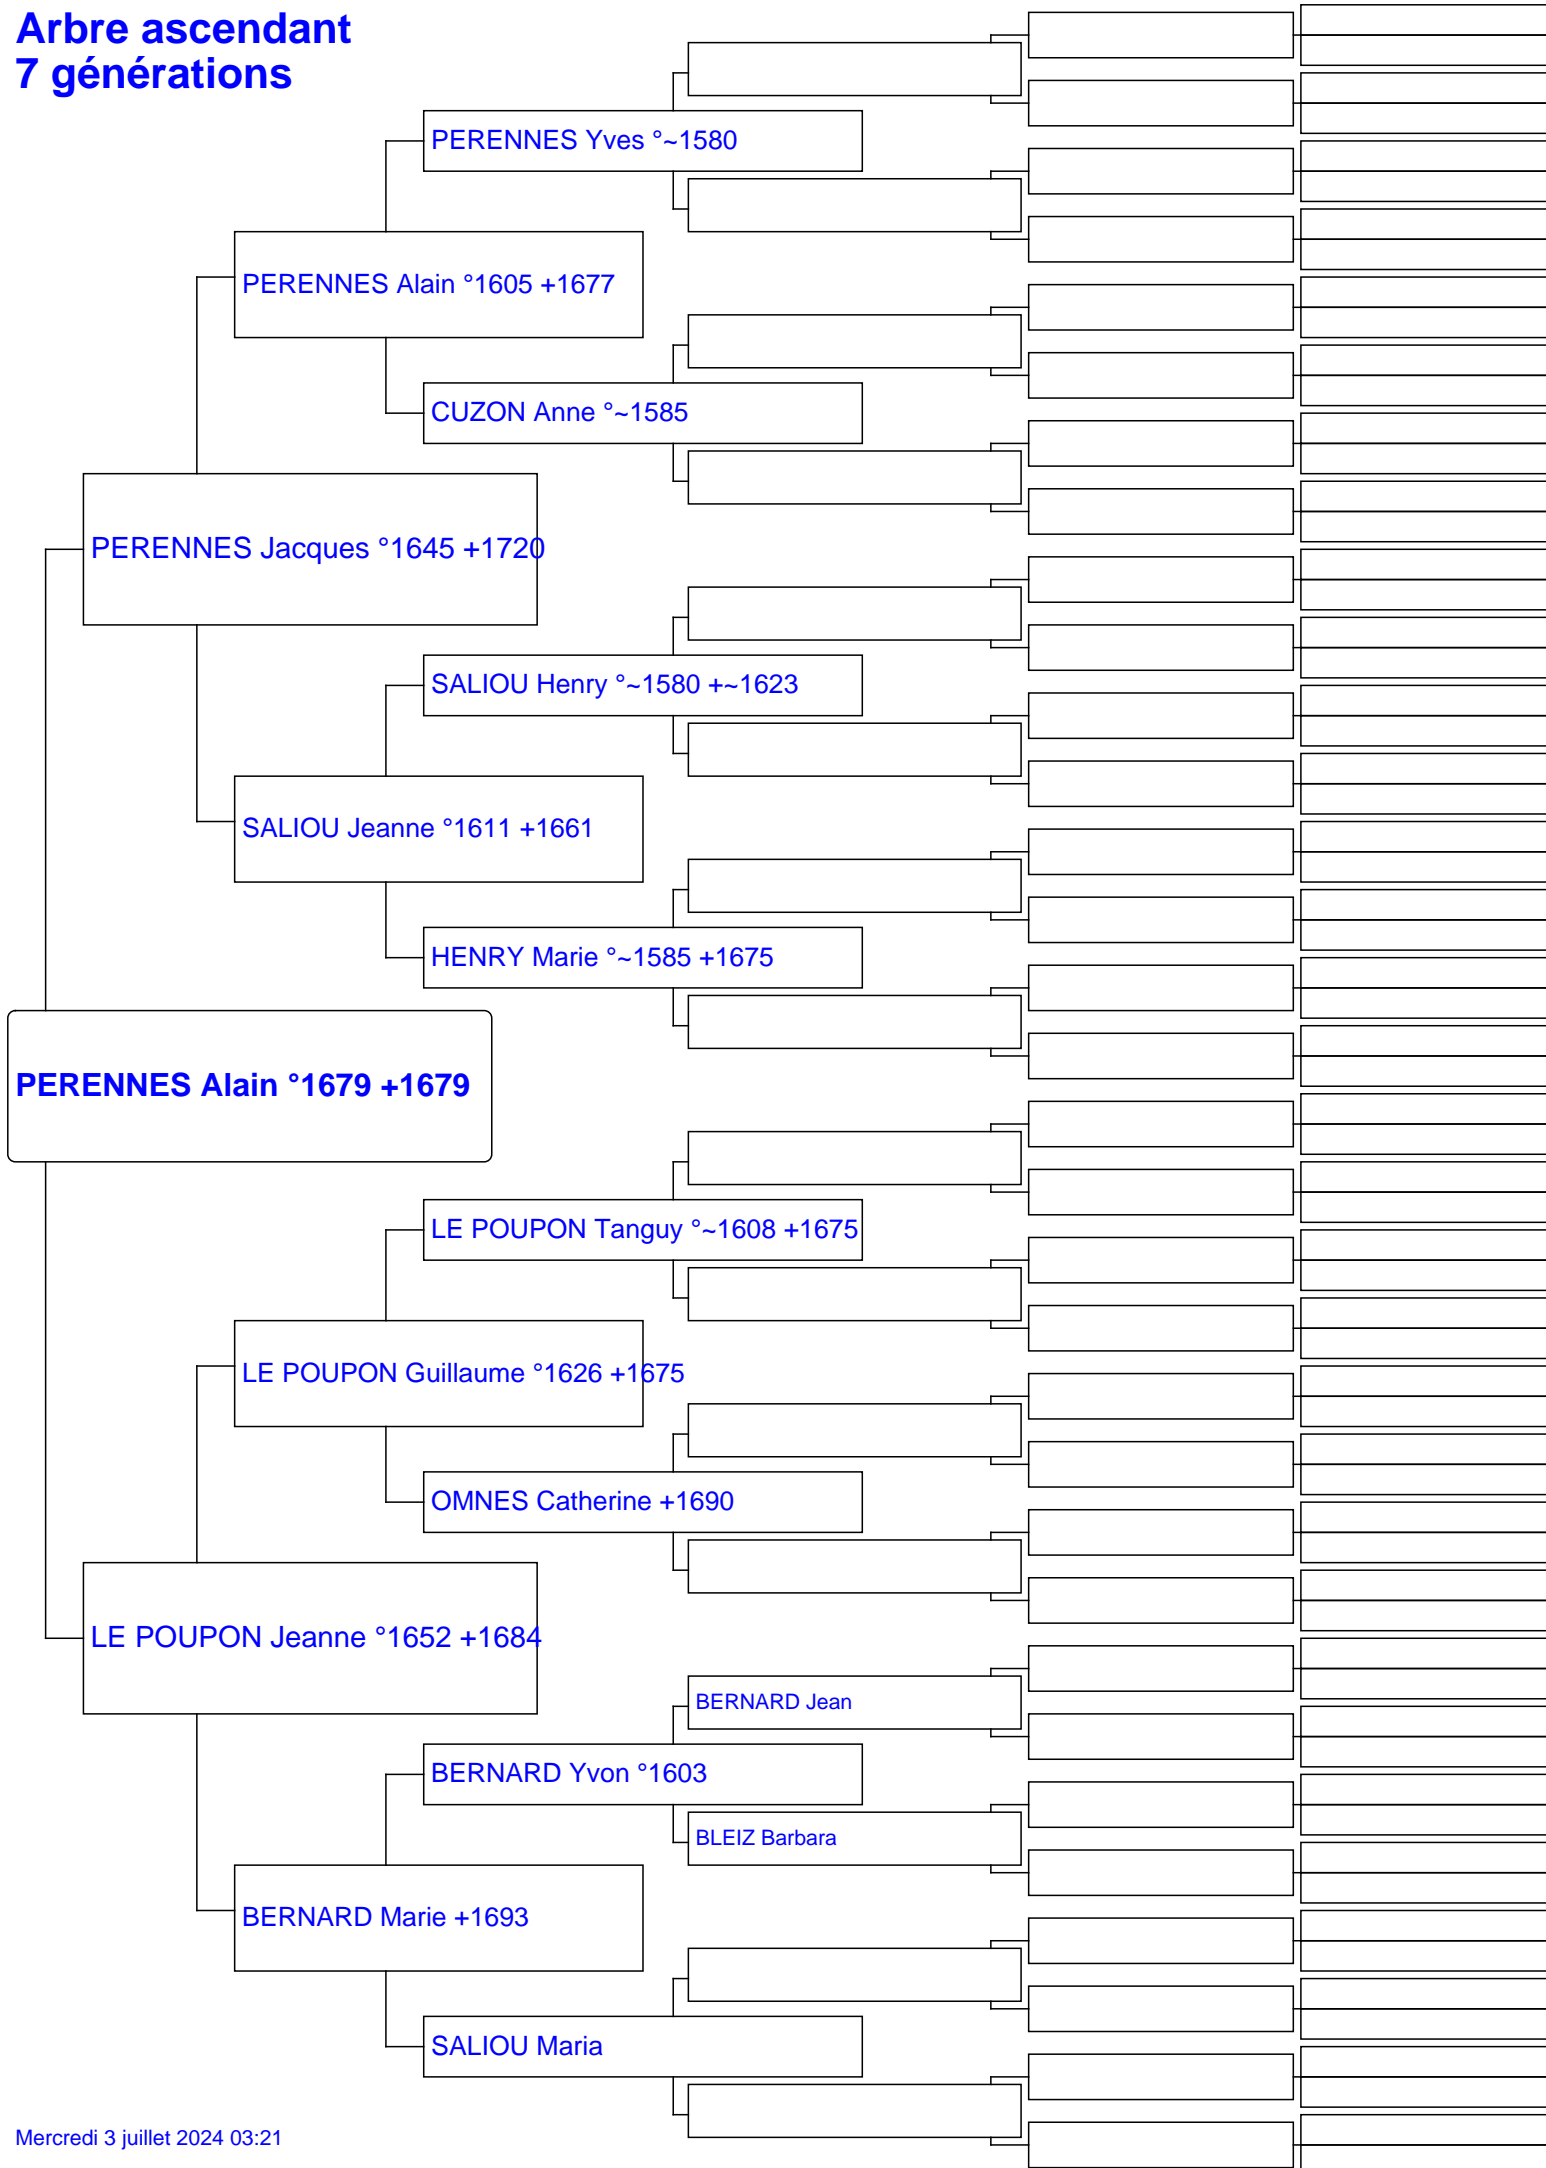 Arbre ascendant
7 générations
PERENNES Yves °~1580
PERENNES Alain °1605 +1677
CUZON Anne °~1585
PERENNES Jacques °1645 +1720
SALIOU Henry °~1580 +~1623
SALIOU Jeanne °1611 +1661
HENRY Marie °~1585 +1675
PERENNES Alain °1679 +1679
LE POUPON Tanguy °~1608 +1675
LE POUPON Guillaume °1626 +1675
OMNES Catherine +1690
LE POUPON Jeanne °1652 +1684
BERNARD Jean
BERNARD Yvon °1603
BLEIZ Barbara
BERNARD Marie +1693
SALIOU Maria
Mercredi 3 juillet 2024 03:21